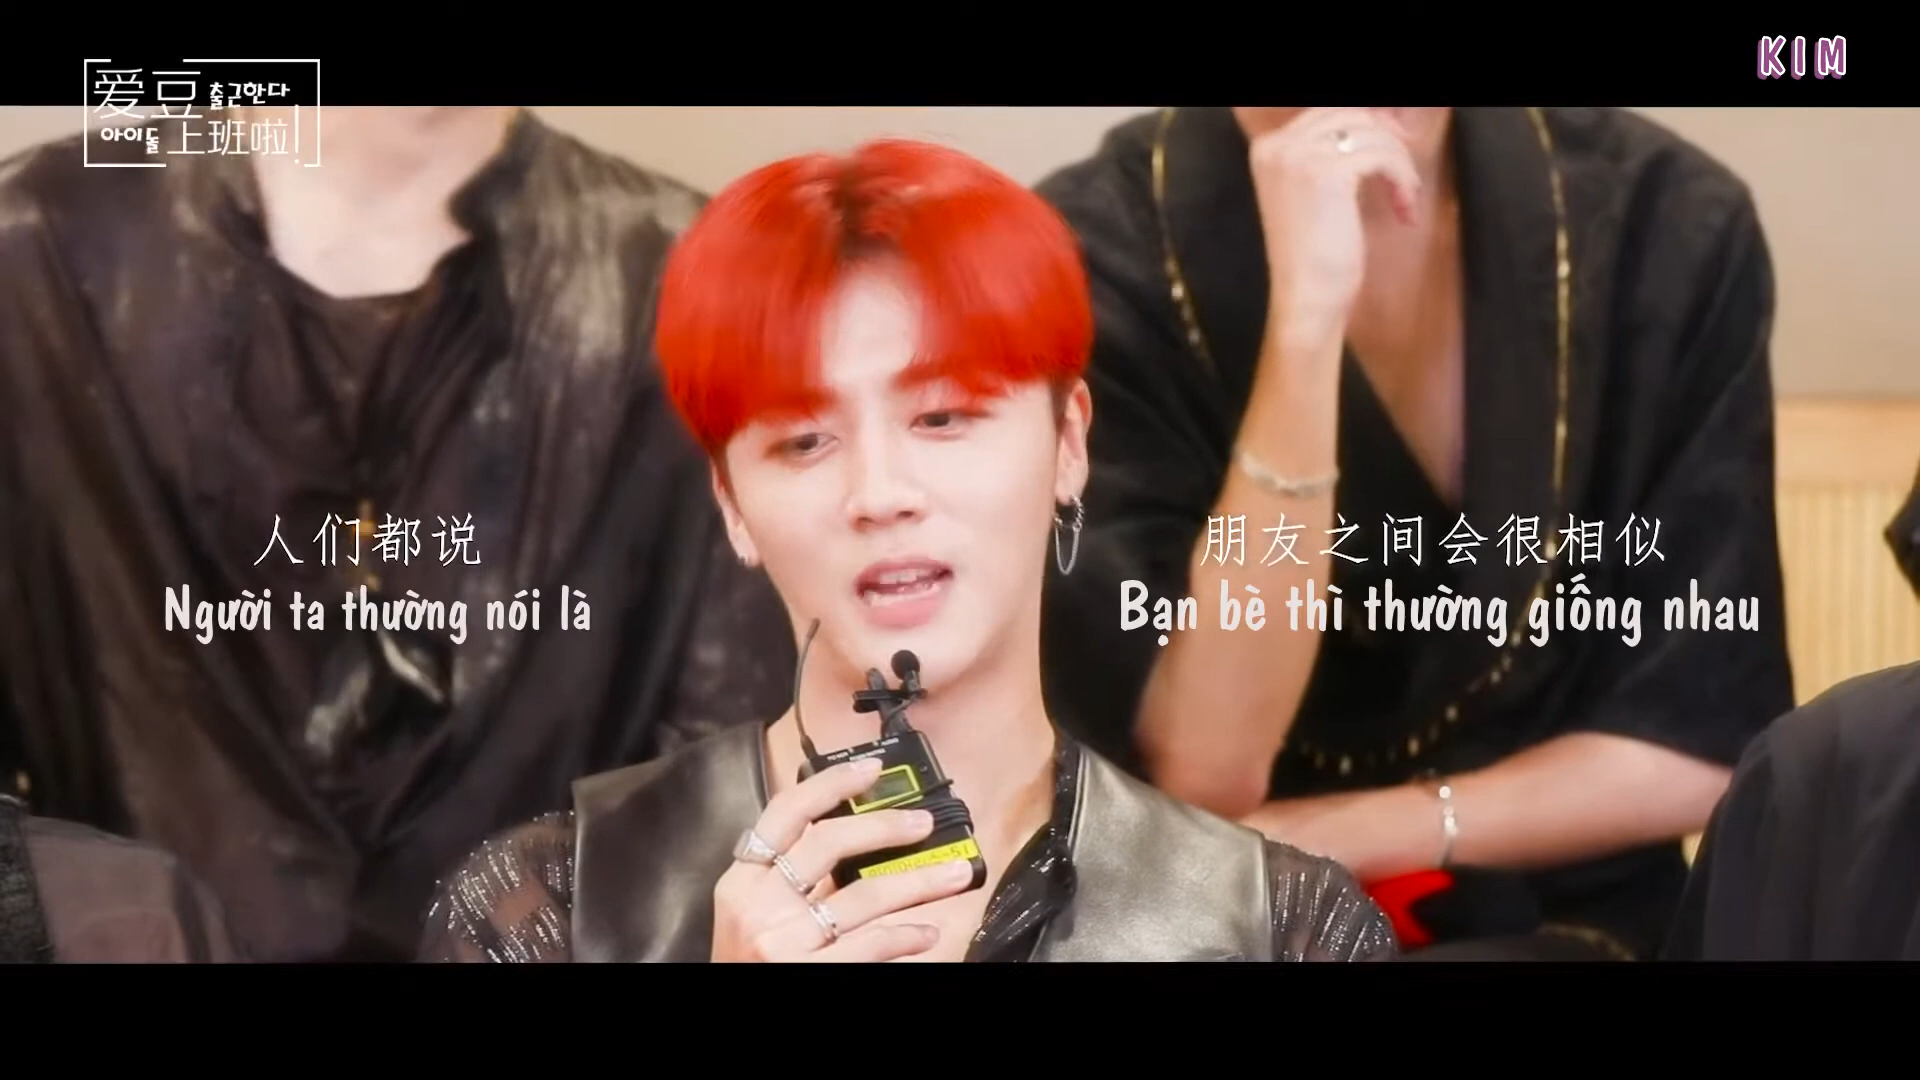 KIM
爱豆 출근한다
아이돌 上班啦!
人们都说
Người ta thường nói là
朋友之间会很相似
Bạn bè thì thường giống nhau